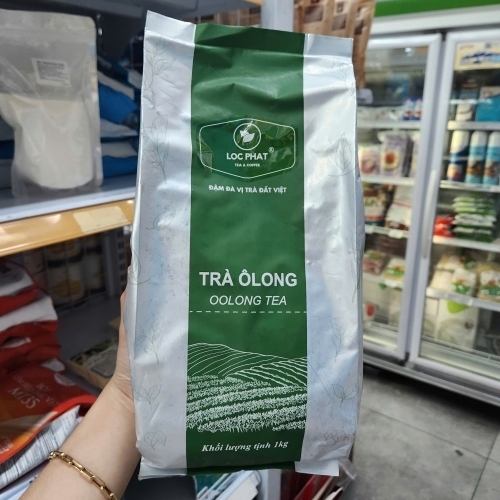 LOC PHAT®
TEA & COFFEE
ĐẬM ĐÀ VỊ TRÀ ĐẤT VIỆT
TRÀ ÔLONG
OOLONG TEA
Khối lượng tịnh 1kg